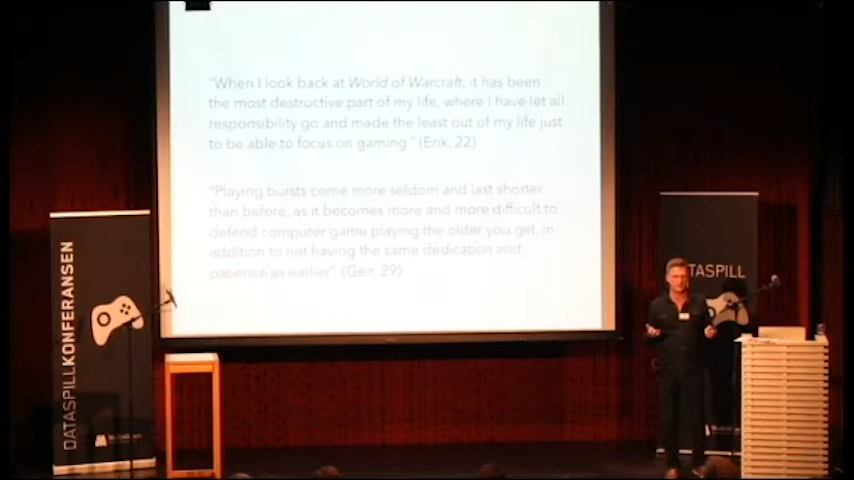 "When I look back at World of Warcraft, it has been
the most destructive part of my life, where I have let all
responsibility go and made the least out of my life just
to be able to focus on gaming." (Erik, 22)
"Playing bursts come more seldom and last shorter
than before, as it becomes more and more difficult to
defend computer game playing the older you get, in
addition to not having the same dedication and
patience as earlier" (Geir, 29)
DATASPILLKONFERANSEN
TASPILL